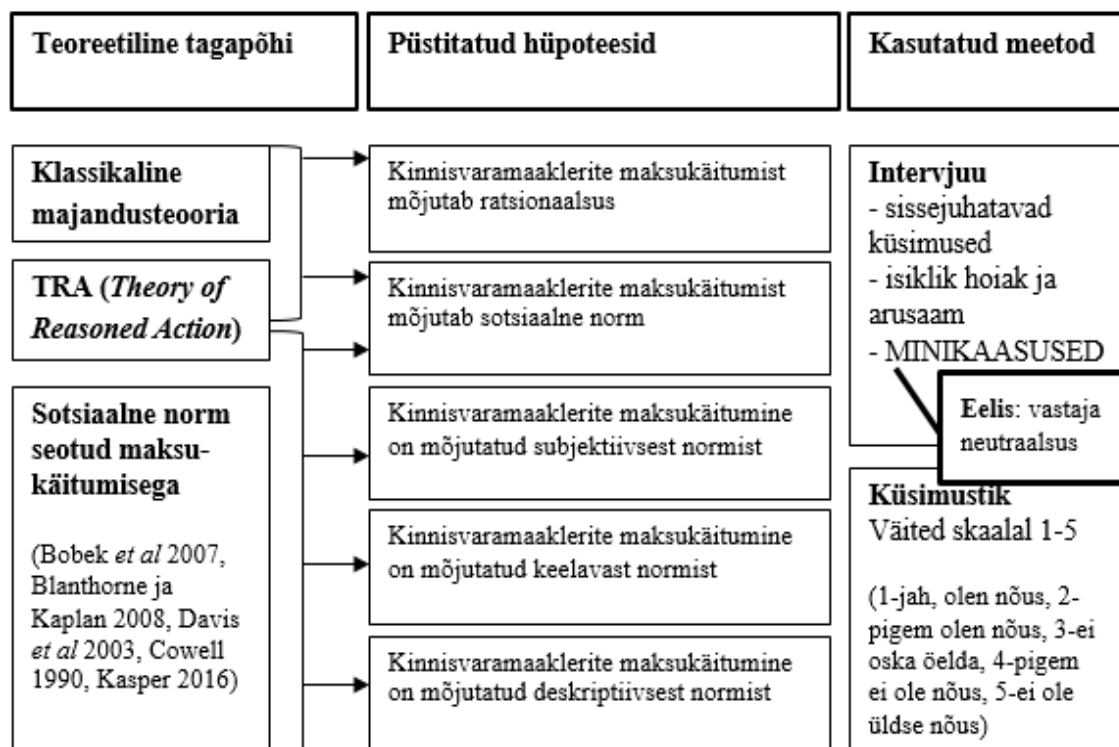 Teoreetiline tagapõhi
Püstitatud hüpoteesid
Kasutatud meetod
Klassikaline
majandusteooria
TRA (Theory of
Reasoned Action)
Sotsiaalne norm
seotud maksu-
käitumisega
(Bobek et al 2007,
Blanthorne ja
Kaplan 2008, Davis
et al 2003, Cowell
1990, Kasper 2016)
Kinnisvaramaaklerite maksukäitumist
mõjutab ratsionaalsus
Kinnisvaramaaklerite maksukäitumist
mõjutab sotsiaalne norm
Kinnisvaramaaklerite maksukäitumine
on mõjutatud subjektiivsest normist
Kinnisvaramaaklerite maksukäitumine
on mõjutatud keelavast normist
Kinnisvaramaaklerite maksukäitumine
on mõjutatud deskriptiivsest normist
Intervjuu
- sissejuhatavad
küsimused
- isiklik hoiak ja
arusaam
- MINIKAASUSED
Eelis: vastaja
neutraalsus
Küsimustik
Väited skaalal 1-5
(1-jah, olen nõus, 2-
pigem olen nõus, 3-ei
oska öelda, 4-pigem
ei ole nõus, 5-ei ole
üldse nõus)